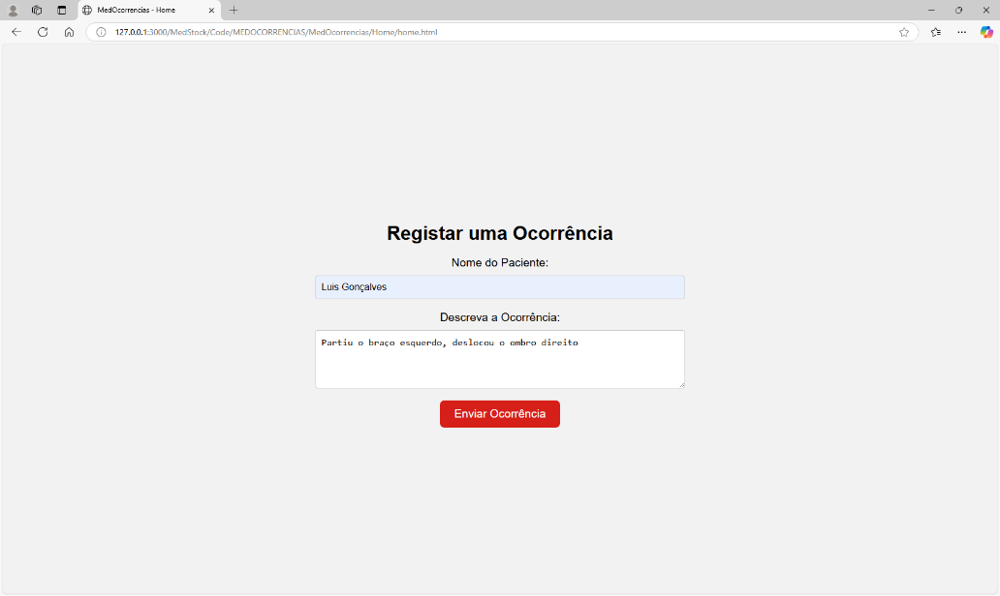 MedOcorrencias - Home
127.0.0.1:3000/MedStock/Code/MEDOCORRENCIAS/MedOcorrencias/Home/home.html
Registar uma Ocorrência
Nome do Paciente:
Luis Gonçalves
Descreva a Ocorrência:
Partiu o braço esquerdo, deslocou o ombro direito
Enviar Ocorrência